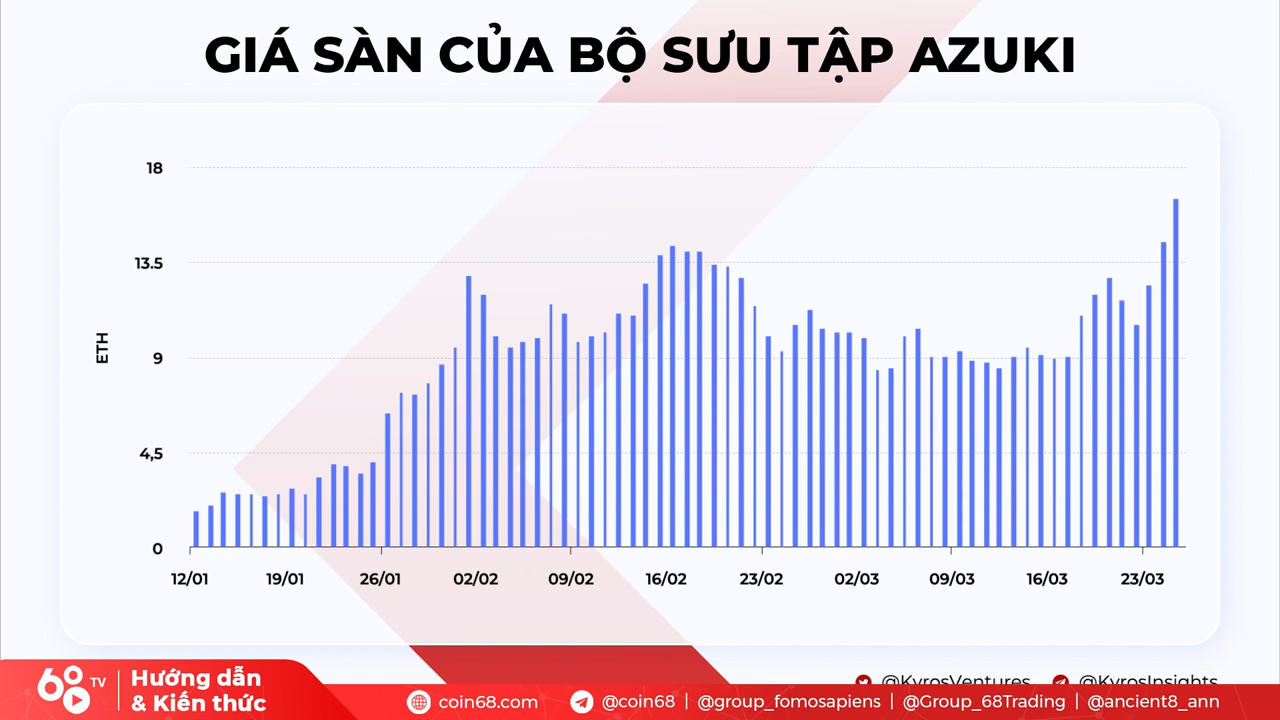 GIÁ SÀN CỦA BỘ SƯU TẬP AZUKI
18
13.5
9
4,5
0
ETH
12/01 19/01 26/01 02/02 09/02 16/02 23/02 02/03 09/03 16/03 23/03
@KyrosVentures @KyrosInsights
68 TV
Hướng dẫn
& Kiến thức
coin68.com @coin68 | @group_fomosapiens | @Group_68Trading | @ancient8_ann